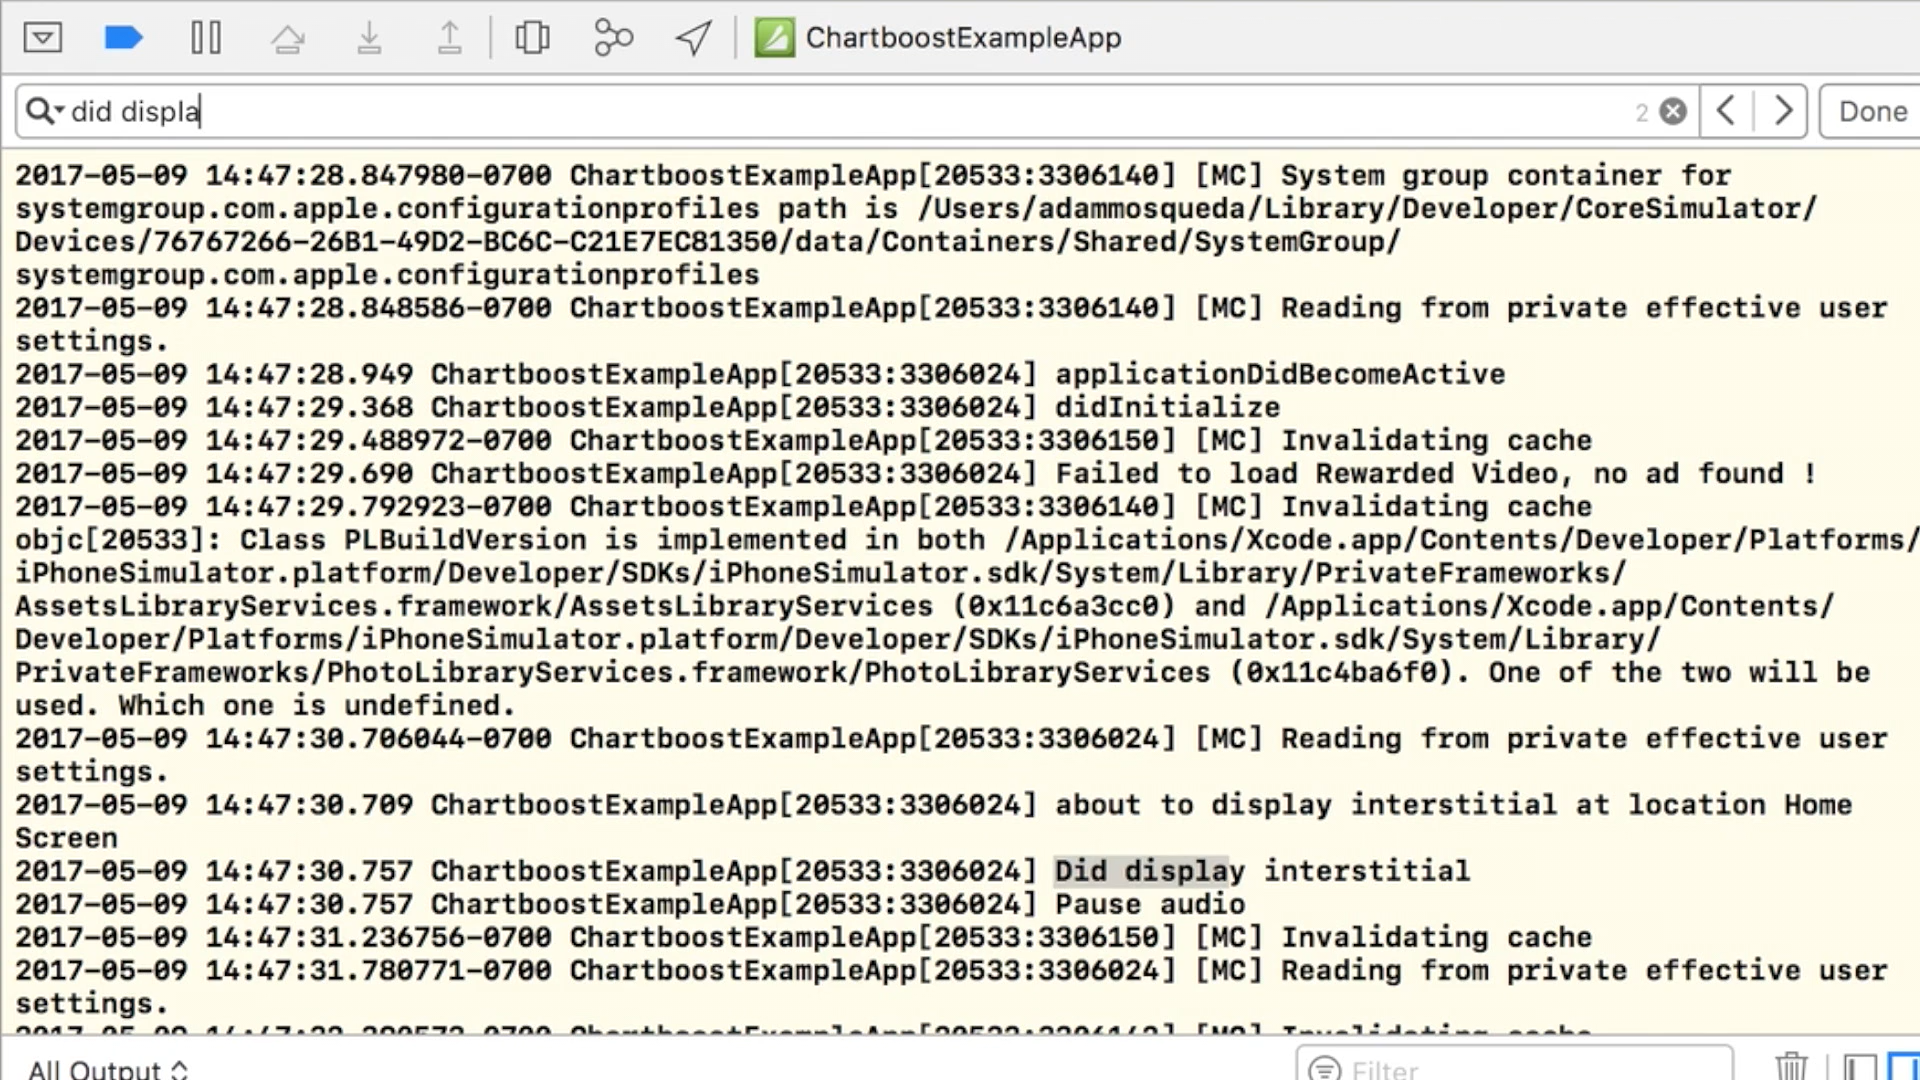 ChartboostExampleApp
did displa
2
Done
2017-05-09 14:47:28.847980-0700 ChartboostExampleApp[20533:3306140] [MC] System group container for
systemgroup.com.apple.configurationprofiles path is /Users/adammosqueda/Library/Developer/CoreSimulator/
Devices/76767266-26B1-49D2-BC6C-C21E7EC81350/data/Containers/Shared/SystemGroup/
systemgroup.com.apple.configurationprofiles
2017-05-09 14:47:28.848586-0700 ChartboostExampleApp[20533:3306140] [MC] Reading from private effective user
settings.
2017-05-09 14:47:28.949 ChartboostExampleApp[20533:3306024] applicationDidBecomeActive
2017-05-09 14:47:29.368 ChartboostExampleApp[20533:3306024] didInitialize
2017-05-09 14:47:29.488972-0700 ChartboostExampleApp[20533:3306150] [MC] Invalidating cache
2017-05-09 14:47:29.690 ChartboostExampleApp[20533:3306024] Failed to load Rewarded Video, no ad found !
2017-05-09 14:47:29.792923-0700 ChartboostExampleApp[20533:3306140] [MC] Invalidating cache
objc[20533]: Class PLBuildVersion is implemented in both /Applications/Xcode.app/Contents/Developer/Platforms/
iPhoneSimulator.platform/Developer/SDKs/iPhoneSimulator.sdk/System/Library/PrivateFrameworks/
AssetsLibraryServices.framework/AssetsLibraryServices (0x11c6a3cc0) and /Applications/Xcode.app/Contents/
Developer/Platforms/iPhoneSimulator.platform/Developer/SDKs/iPhoneSimulator.sdk/System/Library/
PrivateFrameworks/PhotoLibraryServices.framework/PhotoLibraryServices (0x11c4ba6f0). One of the two will be
used. Which one is undefined.
2017-05-09 14:47:30.706044-0700 ChartboostExampleApp[20533:3306024] [MC] Reading from private effective user
settings.
2017-05-09 14:47:30.709 ChartboostExampleApp[20533:3306024] about to display interstitial at location Home
Screen
2017-05-09 14:47:30.757 ChartboostExampleApp[20533:3306024] Did display interstitial
2017-05-09 14:47:30.757 ChartboostExampleApp[20533:3306024] Pause audio
2017-05-09 14:47:31.236756-0700 ChartboostExampleApp[20533:3306150] [MC] Invalidating cache
2017-05-09 14:47:31.780771-0700 ChartboostExampleApp[20533:3306024] [MC] Reading from private effective user
settings.
All Output
Filter